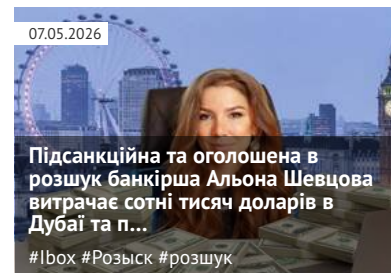 07.05.2026
Підсанкційна та оголошена в
розшук банкірша Альона Шевцова
витрачає сотні тисяч доларів в
Дубаї та п...
#Ibox #Розыск #розшук